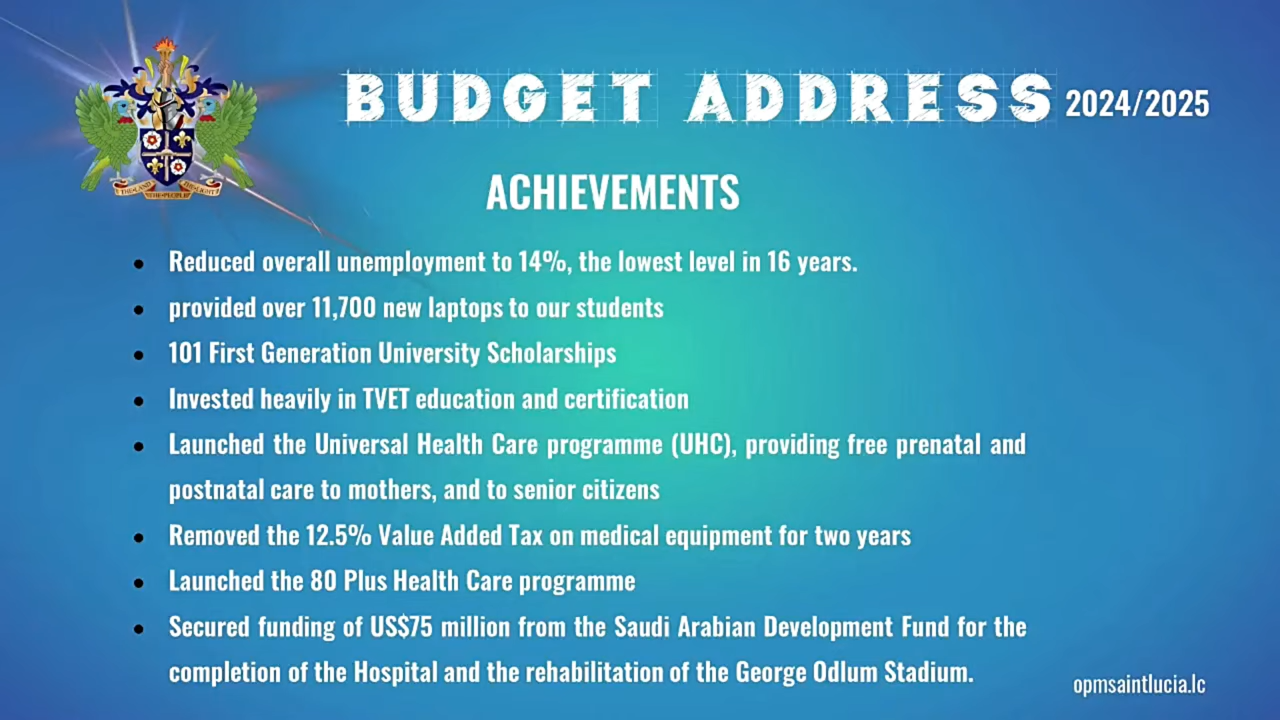 BUDGET ADDRESS 2024/2025
ACHIEVEMENTS
• Reduced overall unemployment to 14%, the lowest level in 16 years.
• provided over 11,700 new laptops to our students
• 101 First Generation University Scholarships
• Invested heavily in TVET education and certification
• Launched the Universal Health Care programme (UHC), providing free prenatal and
postnatal care to mothers, and to senior citizens
• Removed the 12.5% Value Added Tax on medical equipment for two years
• Launched the 80 Plus Health Care programme
• Secured funding of US$75 million from the Saudi Arabian Development Fund for the
completion of the Hospital and the rehabilitation of the George Odlum Stadium.
opmsaintlucia.lc